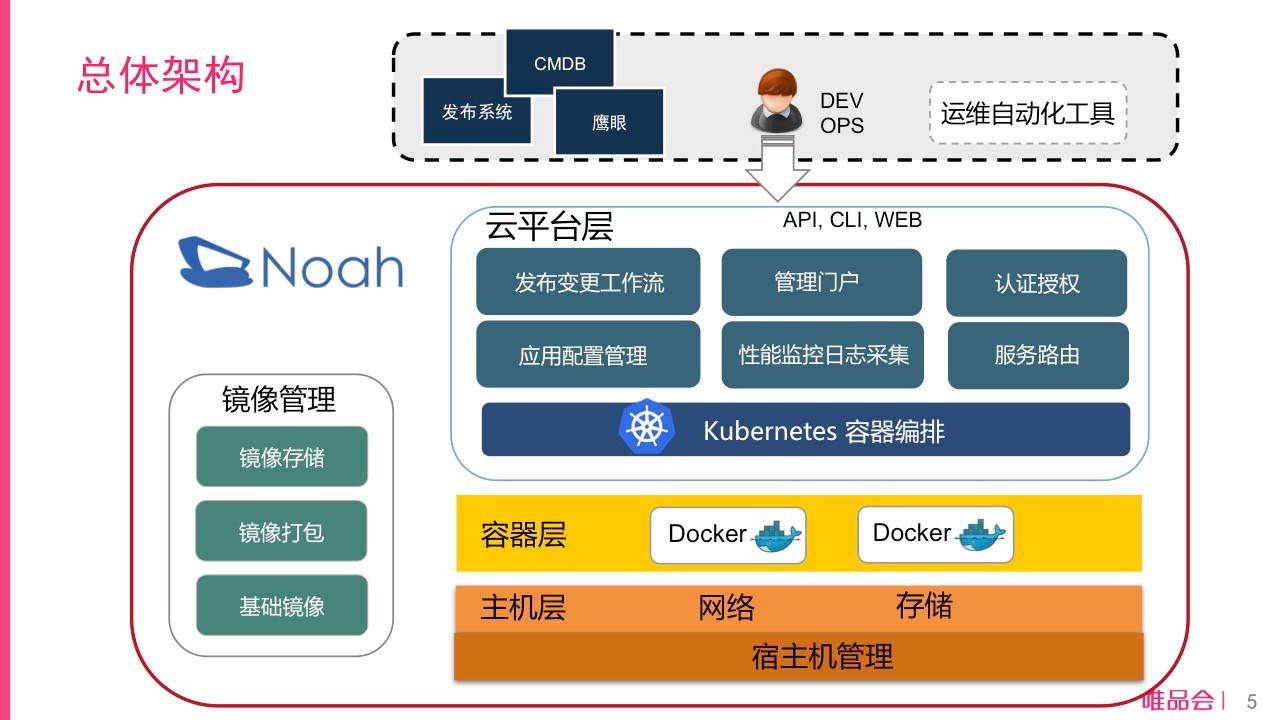 总体架构
CMDB
发布系统
鹰眼
DEV
OPS
运维自动化工具
Noah
云平台层
API, CLI, WEB
发布变更工作流
管理门户
认证授权
应用配置管理
性能监控日志采集
服务路由
Kubernetes 容器编排
镜像管理
镜像存储
镜像打包
基础镜像
容器层
Docker
Docker
主机层
网络
存储
宿主机管理
唯品会
5